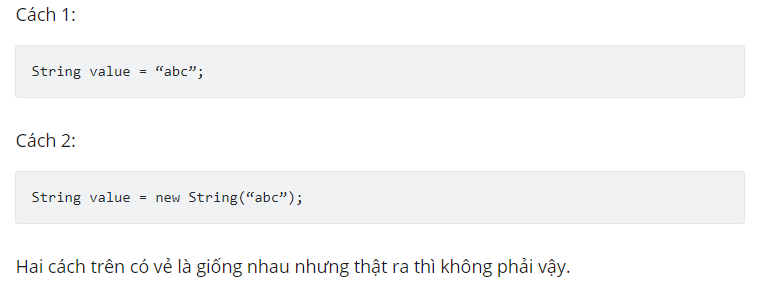 Cách 1:
String value = “abc”;
Cách 2:
String value = new String(“abc”);
Hai cách trên có vẻ là giống nhau nhưng thật ra thì không phải vậy.